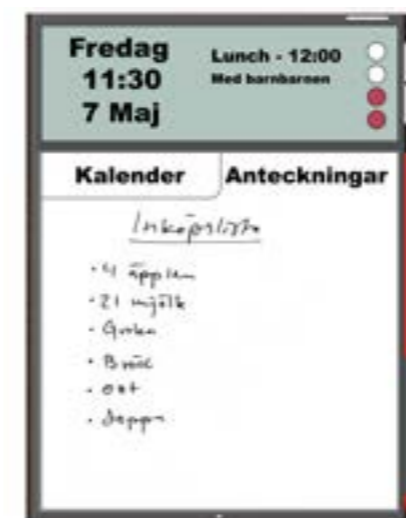 Fredag
11:30
7 Maj
Lunch - 12:00
Med barnbarnen
Kalender
Anteckningar
Inköpslista
• 4 äpplen
• 2l mjölk
• Gurka
• Bröd
• Ost